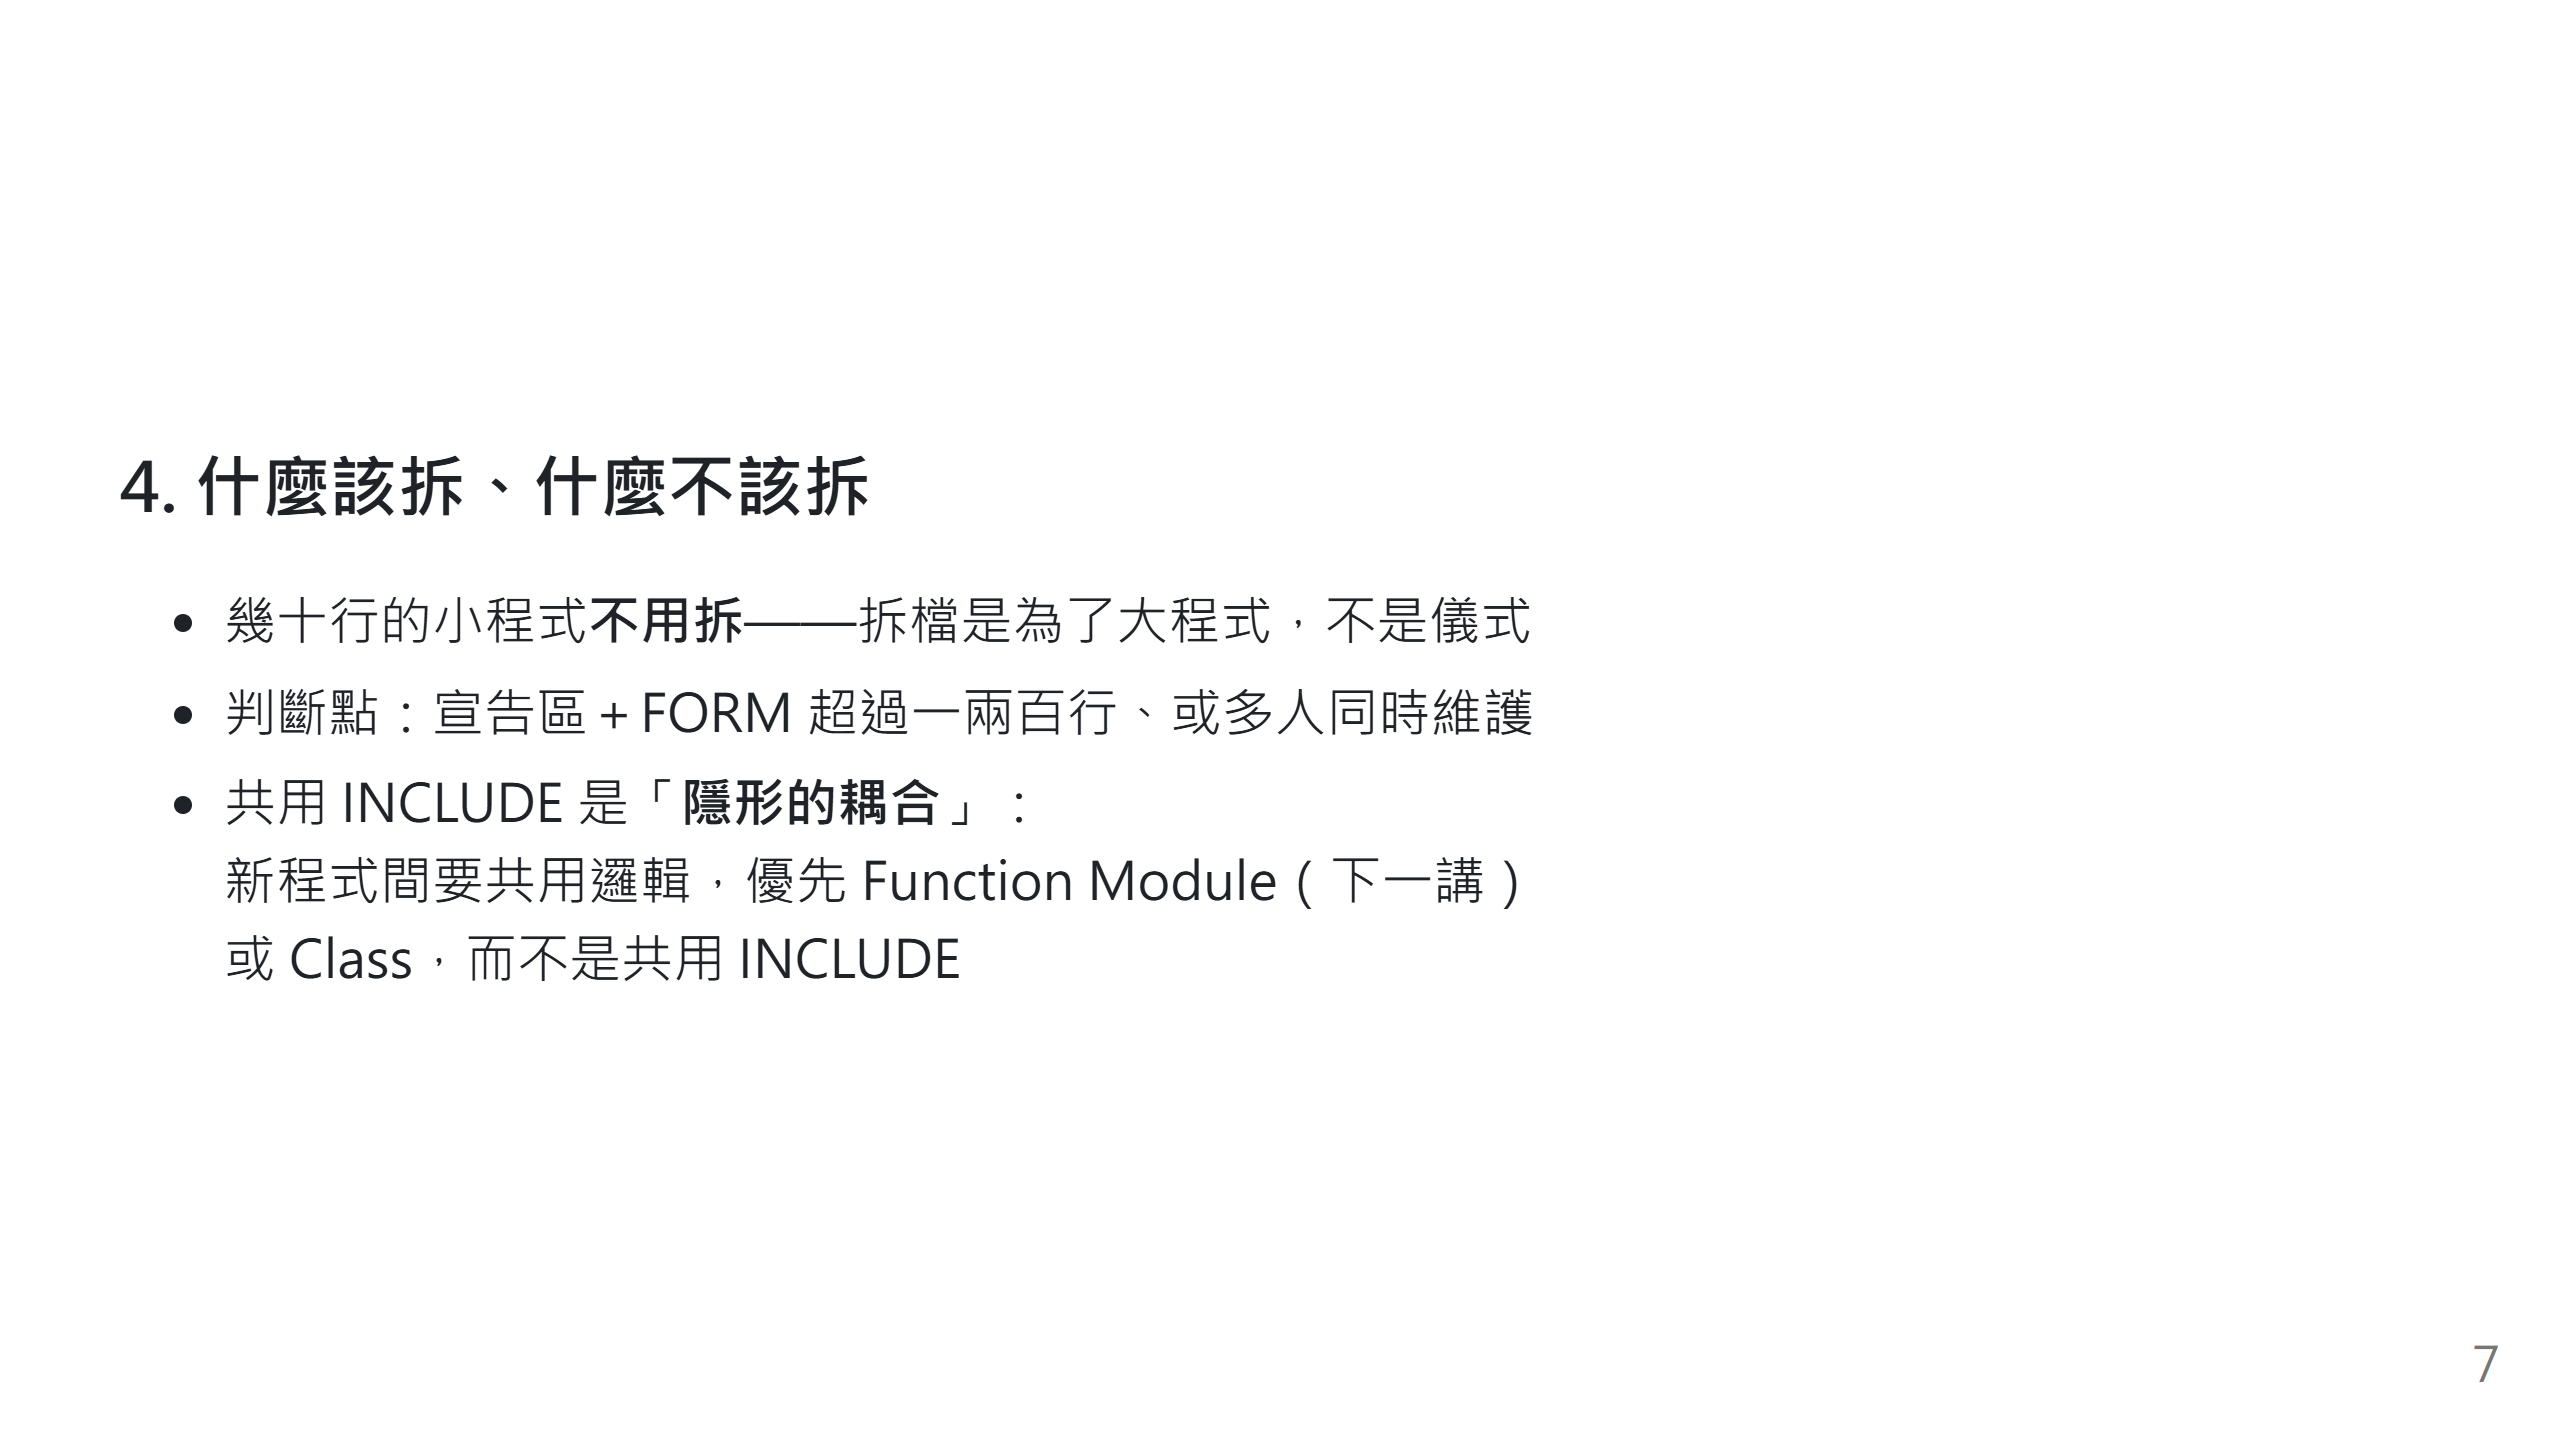 4. 什麼該拆、什麼不該拆
• 幾十行的小程式不用拆——拆檔是為了大程式，不是儀式
• 判斷點：宣告區 + FORM 超過一兩百行、或多人同時維護
• 共用 INCLUDE 是「隱形的耦合」：
新程式間要共用邏輯，優先 Function Module（下一講）
或 Class，而不是共用 INCLUDE
7